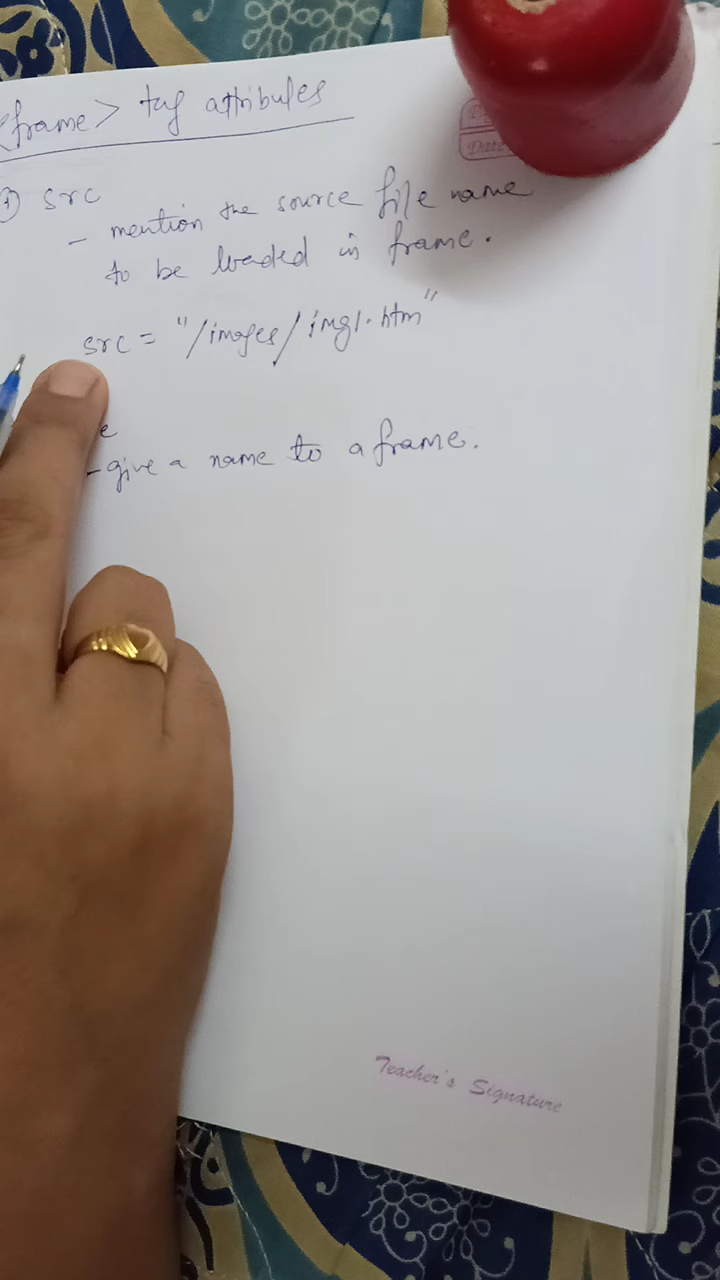 <frame> tag attributes
Date
① src
- mention the source file name
to be loaded in frame.
src = "/images/img1.htm"
e
- give a name to a frame.
Teacher's Signature